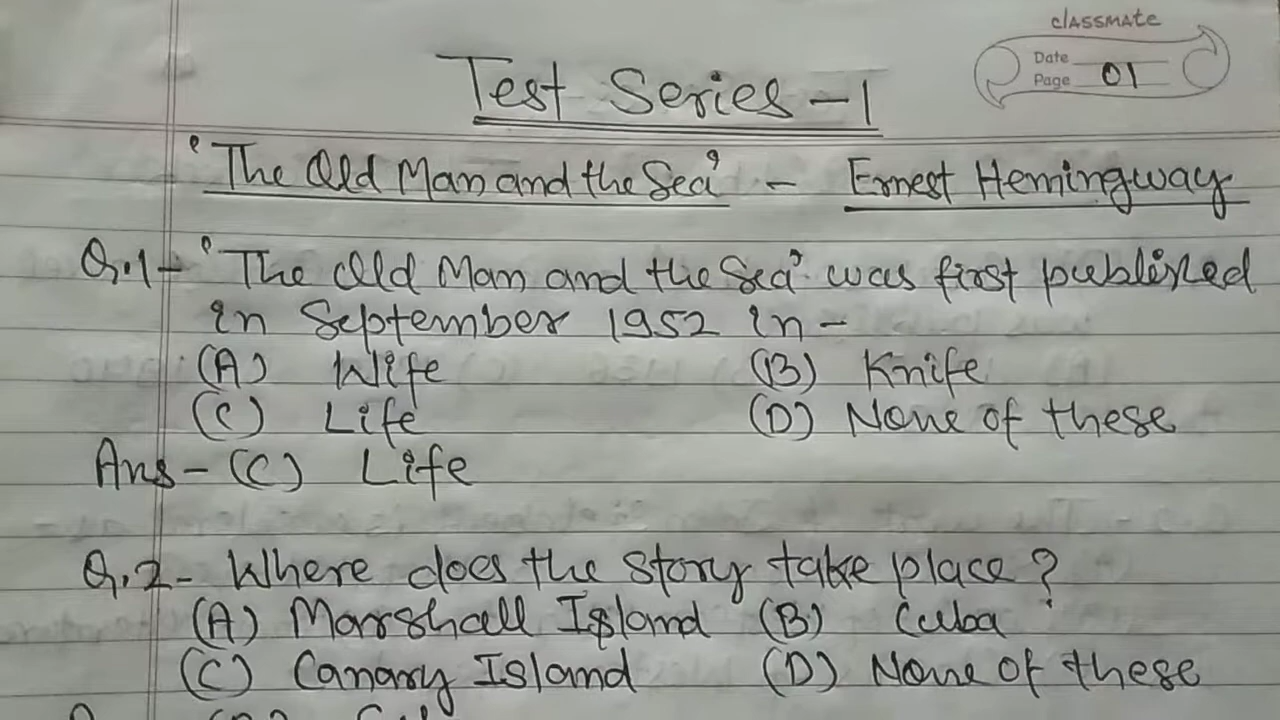 classmate
Date
Page 01
Test Series - 1
'The Old Man and the Sea' - Ernest Hemingway
Q.1- 'The Old Man and the Sea' was first published
in September 1952 in -
(A) Wife (B) Knife
(C) Life (D) None of these
Ans - (C) Life
Q.2- Where does the story take place?
(A) Marshall Island (B) Cuba
(C) Canary Island (D) None of these